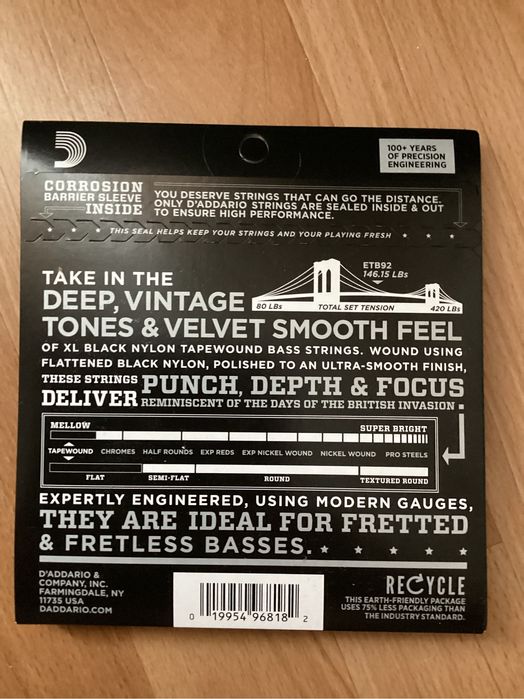 100+ YEARS
OF PRECISION
ENGINEERING
CORROSION
BARRIER SLEEVE
INSIDE
YOU DESERVE STRINGS THAT CAN GO THE DISTANCE.
ONLY D'ADDARIO STRINGS ARE SEALED INSIDE & OUT
TO ENSURE HIGH PERFORMANCE.
THIS SEAL HELPS KEEP YOUR STRINGS AND YOUR PLAYING FRESH
ETB92
146.15 LBs
80 LBs
TOTAL SET TENSION
420 LBs
TAKE IN THE
DEEP, VINTAGE
TONES & VELVET SMOOTH FEEL
OF XL BLACK NYLON TAPEWOUND BASS STRINGS. WOUND USING
FLATTENED BLACK NYLON, POLISHED TO AN ULTRA-SMOOTH FINISH,
THESE STRINGS
DELIVER
PUNCH, DEPTH & FOCUS
REMINISCENT OF THE DAYS OF THE BRITISH INVASION
MELLOW SUPER BRIGHT
TAPEWOUND CHROMES HALF ROUNDS EXP REDS EXP NICKEL WOUND NICKEL WOUND PRO STEELS
FLAT SEMI-FLAT ROUND TEXTURED ROUND
EXPERTLY ENGINEERED, USING MODERN GAUGES,
THEY ARE IDEAL FOR FRETTED
& FRETLESS BASSES.
D'ADDARIO &
COMPANY, INC.
FARMINGDALE, NY
11735 USA
DADDARIO.COM
0 19954 96818 2
RECYCLE
THIS EARTH-FRIENDLY PACKAGE
USES 75% LESS PACKAGING THAN
THE INDUSTRY STANDARD.